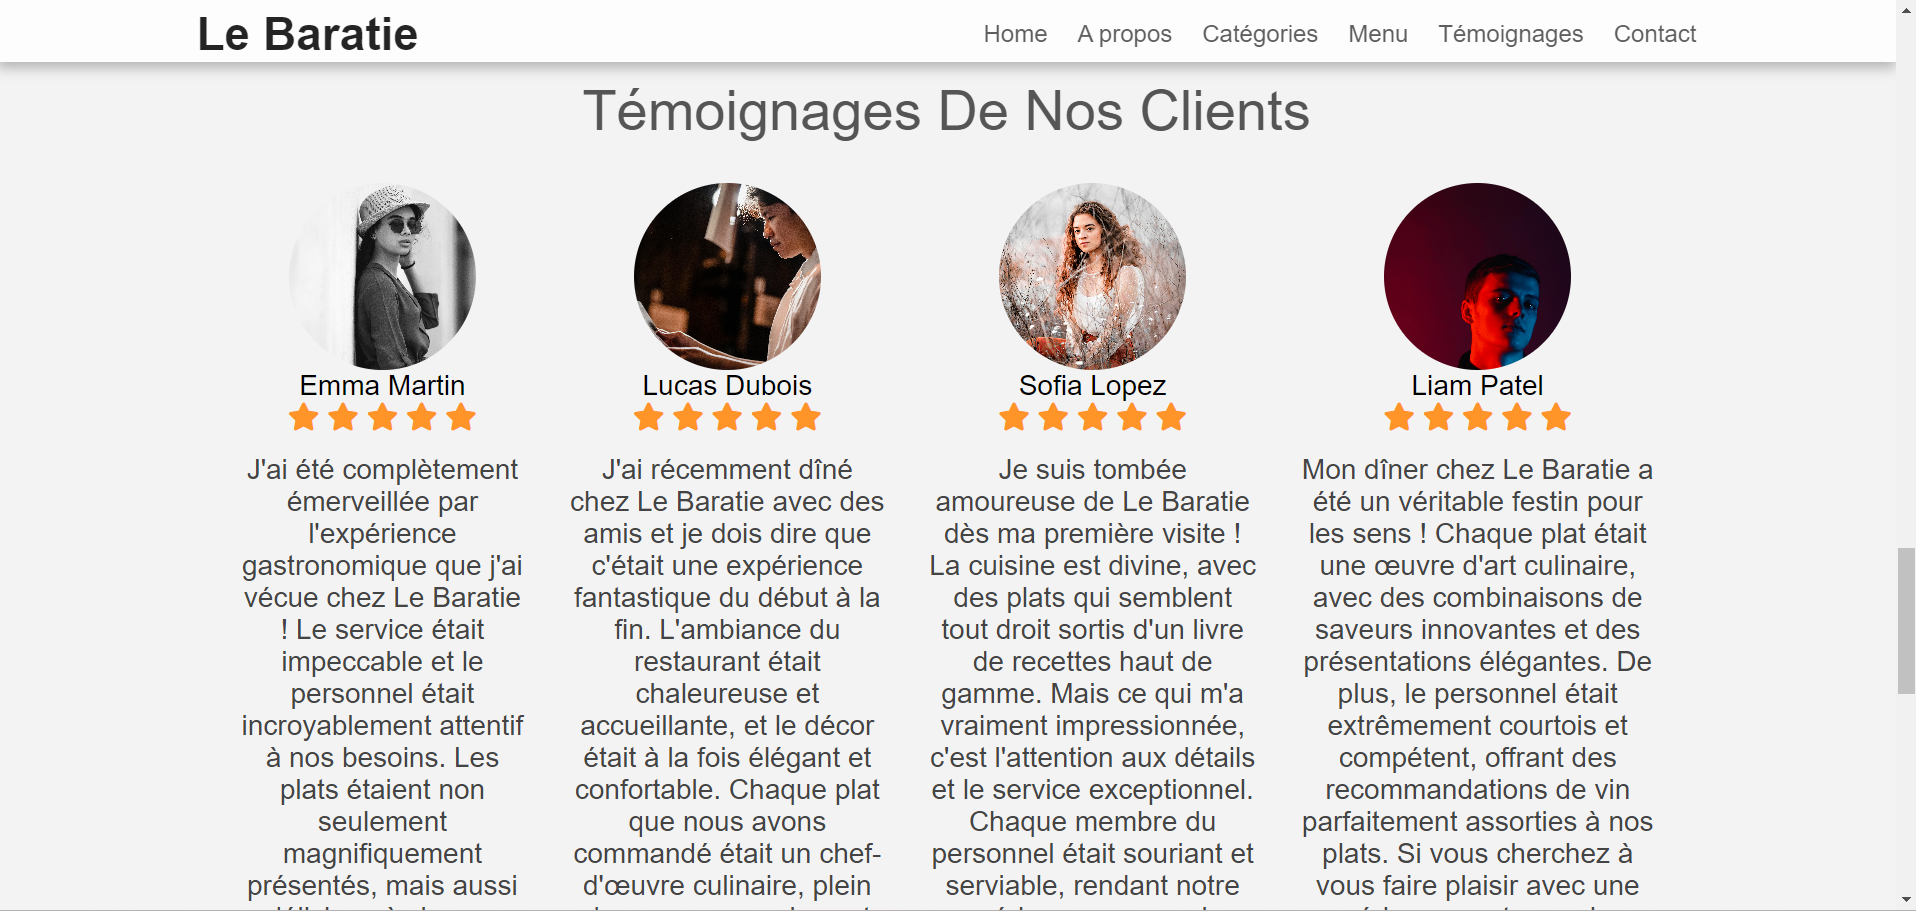 Le Baratie
Home A propos Catégories Menu Témoignages Contact
Témoignages De Nos Clients
Emma Martin
J'ai été complètement
émerveillée par
l'expérience
gastronomique que j'ai
vécue chez Le Baratie
! Le service était
impeccable et le
personnel était
incroyablement attentif
à nos besoins. Les
plats étaient non
seulement
magnifiquement
présentés, mais aussi
Lucas Dubois
J'ai récemment dîné
chez Le Baratie avec des
amis et je dois dire que
c'était une expérience
fantastique du début à la
fin. L'ambiance du
restaurant était
chaleureuse et
accueillante, et le décor
était à la fois élégant et
confortable. Chaque plat
que nous avons
commandé était un chef-
d'œuvre culinaire, plein
Sofia Lopez
Je suis tombée
amoureuse de Le Baratie
dès ma première visite !
La cuisine est divine, avec
des plats qui semblent
tout droit sortis d'un livre
de recettes haut de
gamme. Mais ce qui m'a
vraiment impressionnée,
c'est l'attention aux détails
et le service exceptionnel.
Chaque membre du
personnel était souriant et
serviable, rendant notre
Liam Patel
Mon dîner chez Le Baratie a
été un véritable festin pour
les sens ! Chaque plat était
une œuvre d'art culinaire,
avec des combinaisons de
saveurs innovantes et des
présentations élégantes. De
plus, le personnel était
extrêmement courtois et
compétent, offrant des
recommandations de vin
parfaitement assorties à nos
plats. Si vous cherchez à
vous faire plaisir avec une